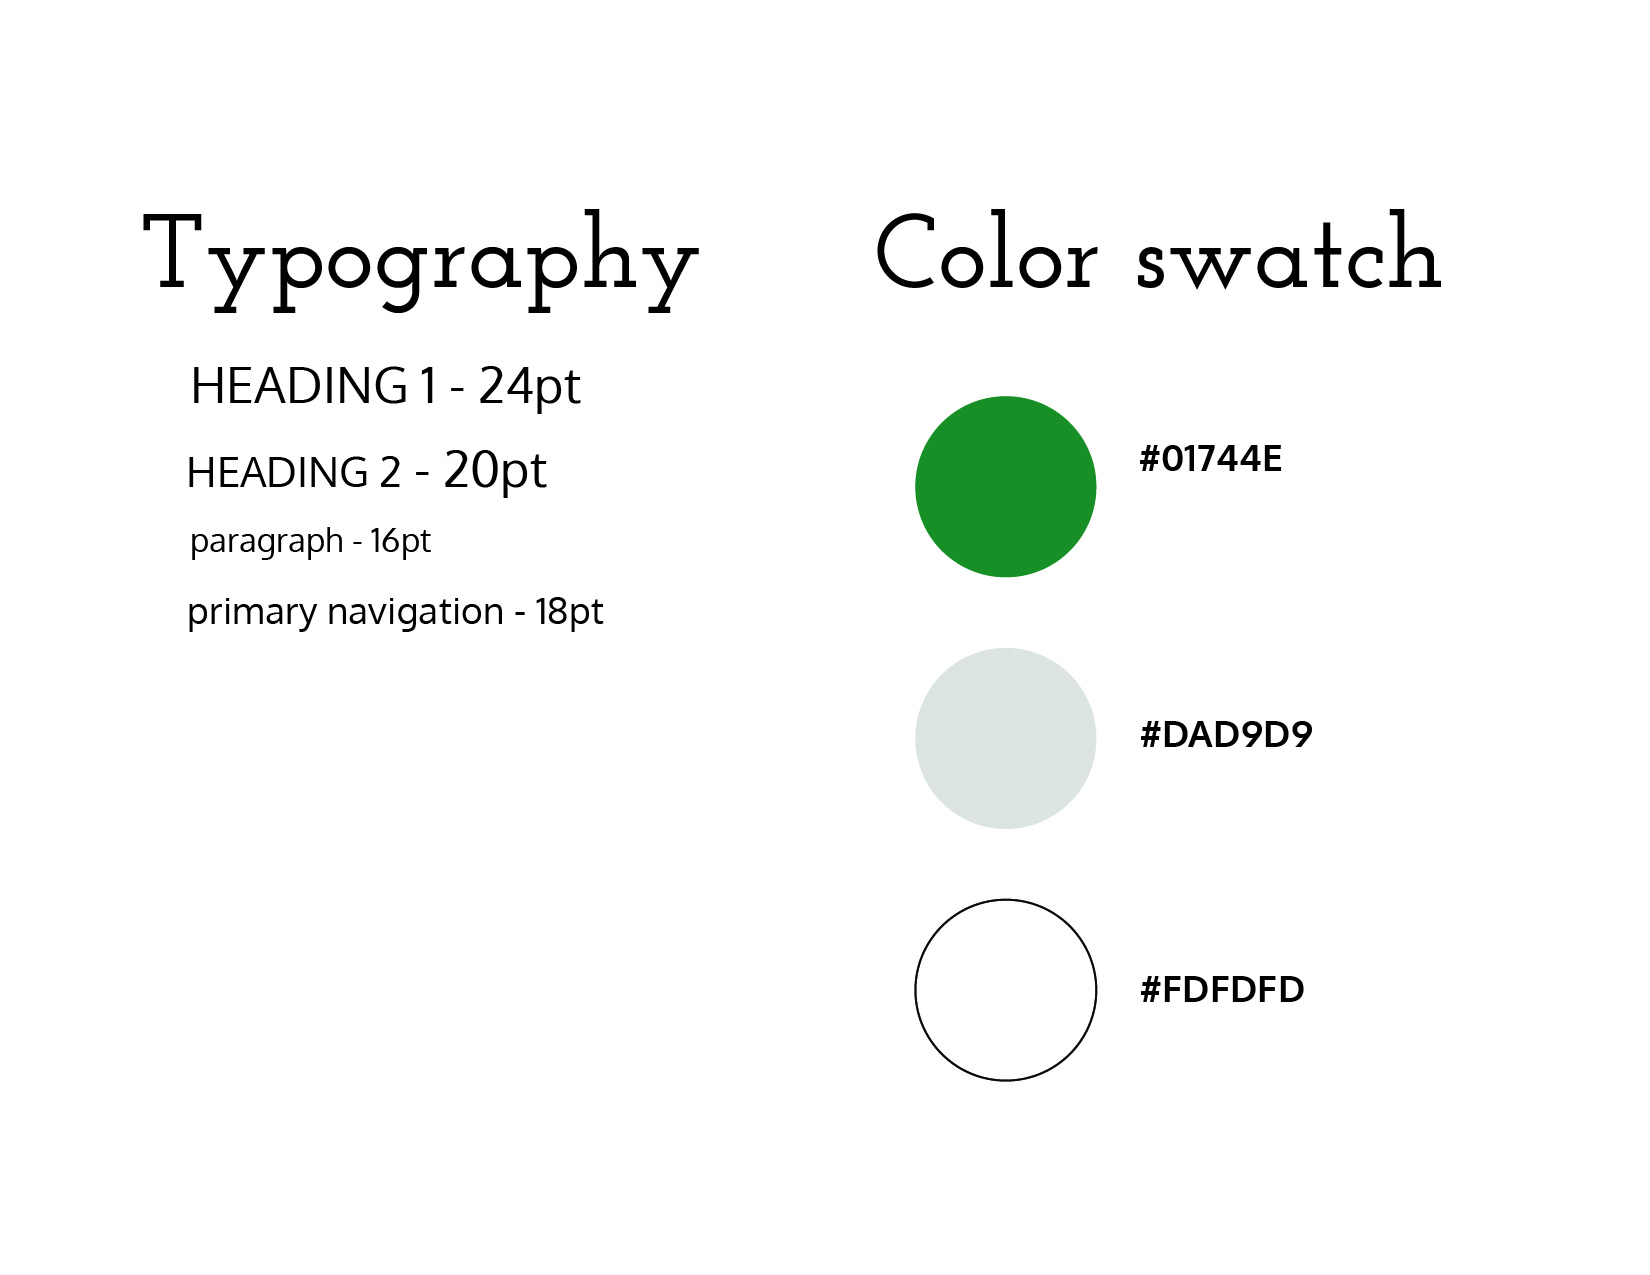 Typography
HEADING 1 - 24pt
HEADING 2 - 20pt
paragraph - 16pt
primary navigation - 18pt
Color swatch
#01744E
#DAD9D9
#FDFDFD